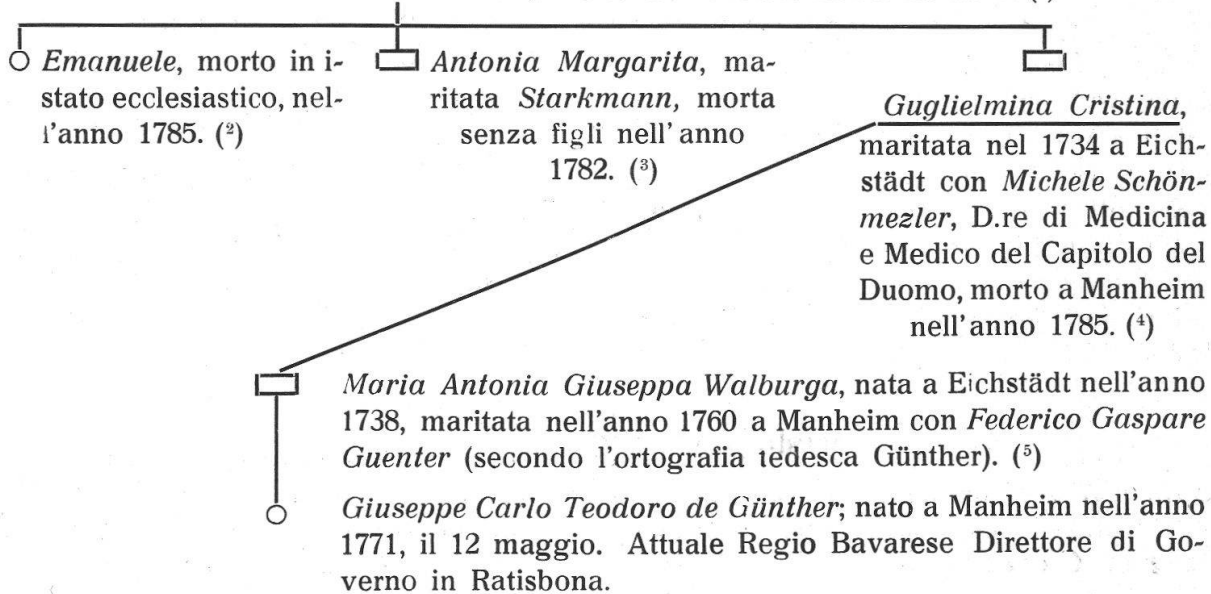 Emanuele, morto in i-
stato ecclesiastico, nel-
l'anno 1785. (²)
Antonia Margarita, ma-
ritata Starkmann, morta
senza figli nell'anno
1782. (³)
Guglielmina Cristina,
maritata nel 1734 a Eich-
städt con Michele Schön-
mezler, D.re di Medicina
e Medico del Capitolo del
Duomo, morto a Manheim
nell'anno 1785. (⁴)
Maria Antonia Giuseppa Walburga, nata a Eichstädt nell'anno
1738, maritata nell'anno 1760 a Manheim con Federico Gaspare
Guenter (secondo l'ortografia tedesca Günther). (⁵)
Giuseppe Carlo Teodoro de Günther; nato a Manheim nell'anno
1771, il 12 maggio. Attuale Regio Bavarese Direttore di Go-
verno in Ratisbona.